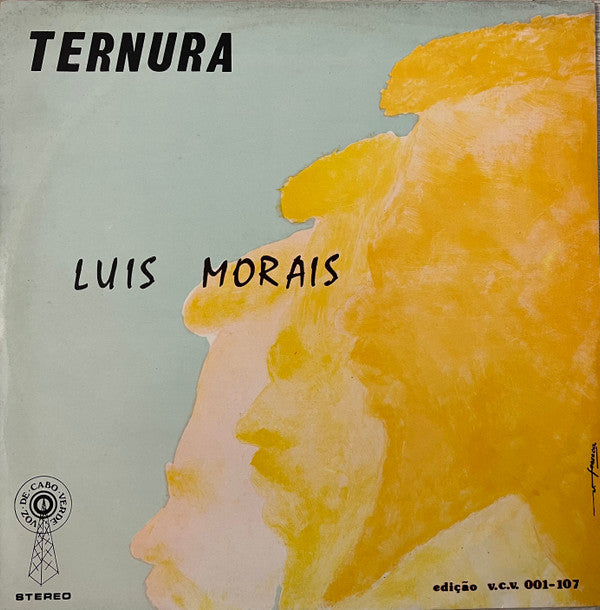 TERNURA
LUIS MORAIS
VOZ·DE·CABO·VERDE
STEREO
edição v.c.v. 001-107